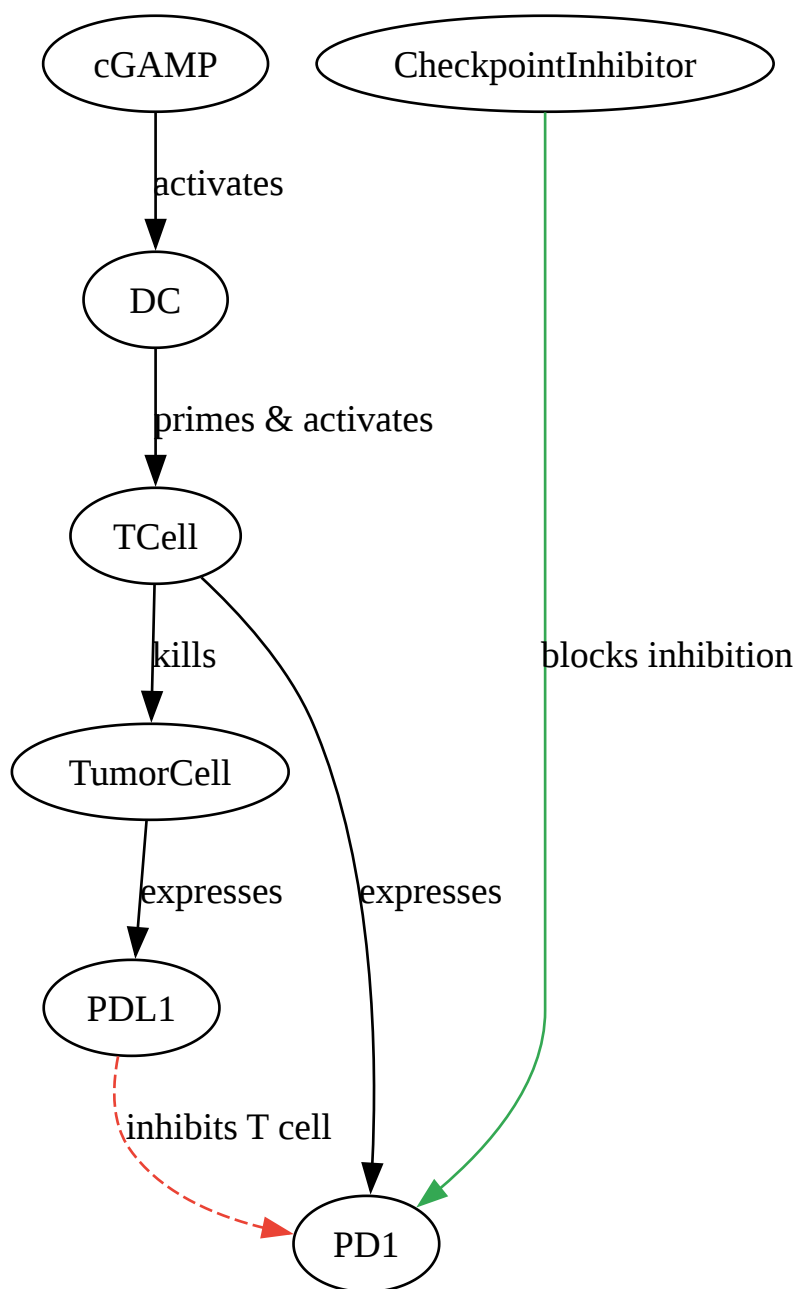 cGAMP
CheckpointInhibitor
activates
DC
primes & activates
TCell
kills
blocks inhibition
TumorCell
expresses
expresses
PDL1
inhibits T cell
PD1